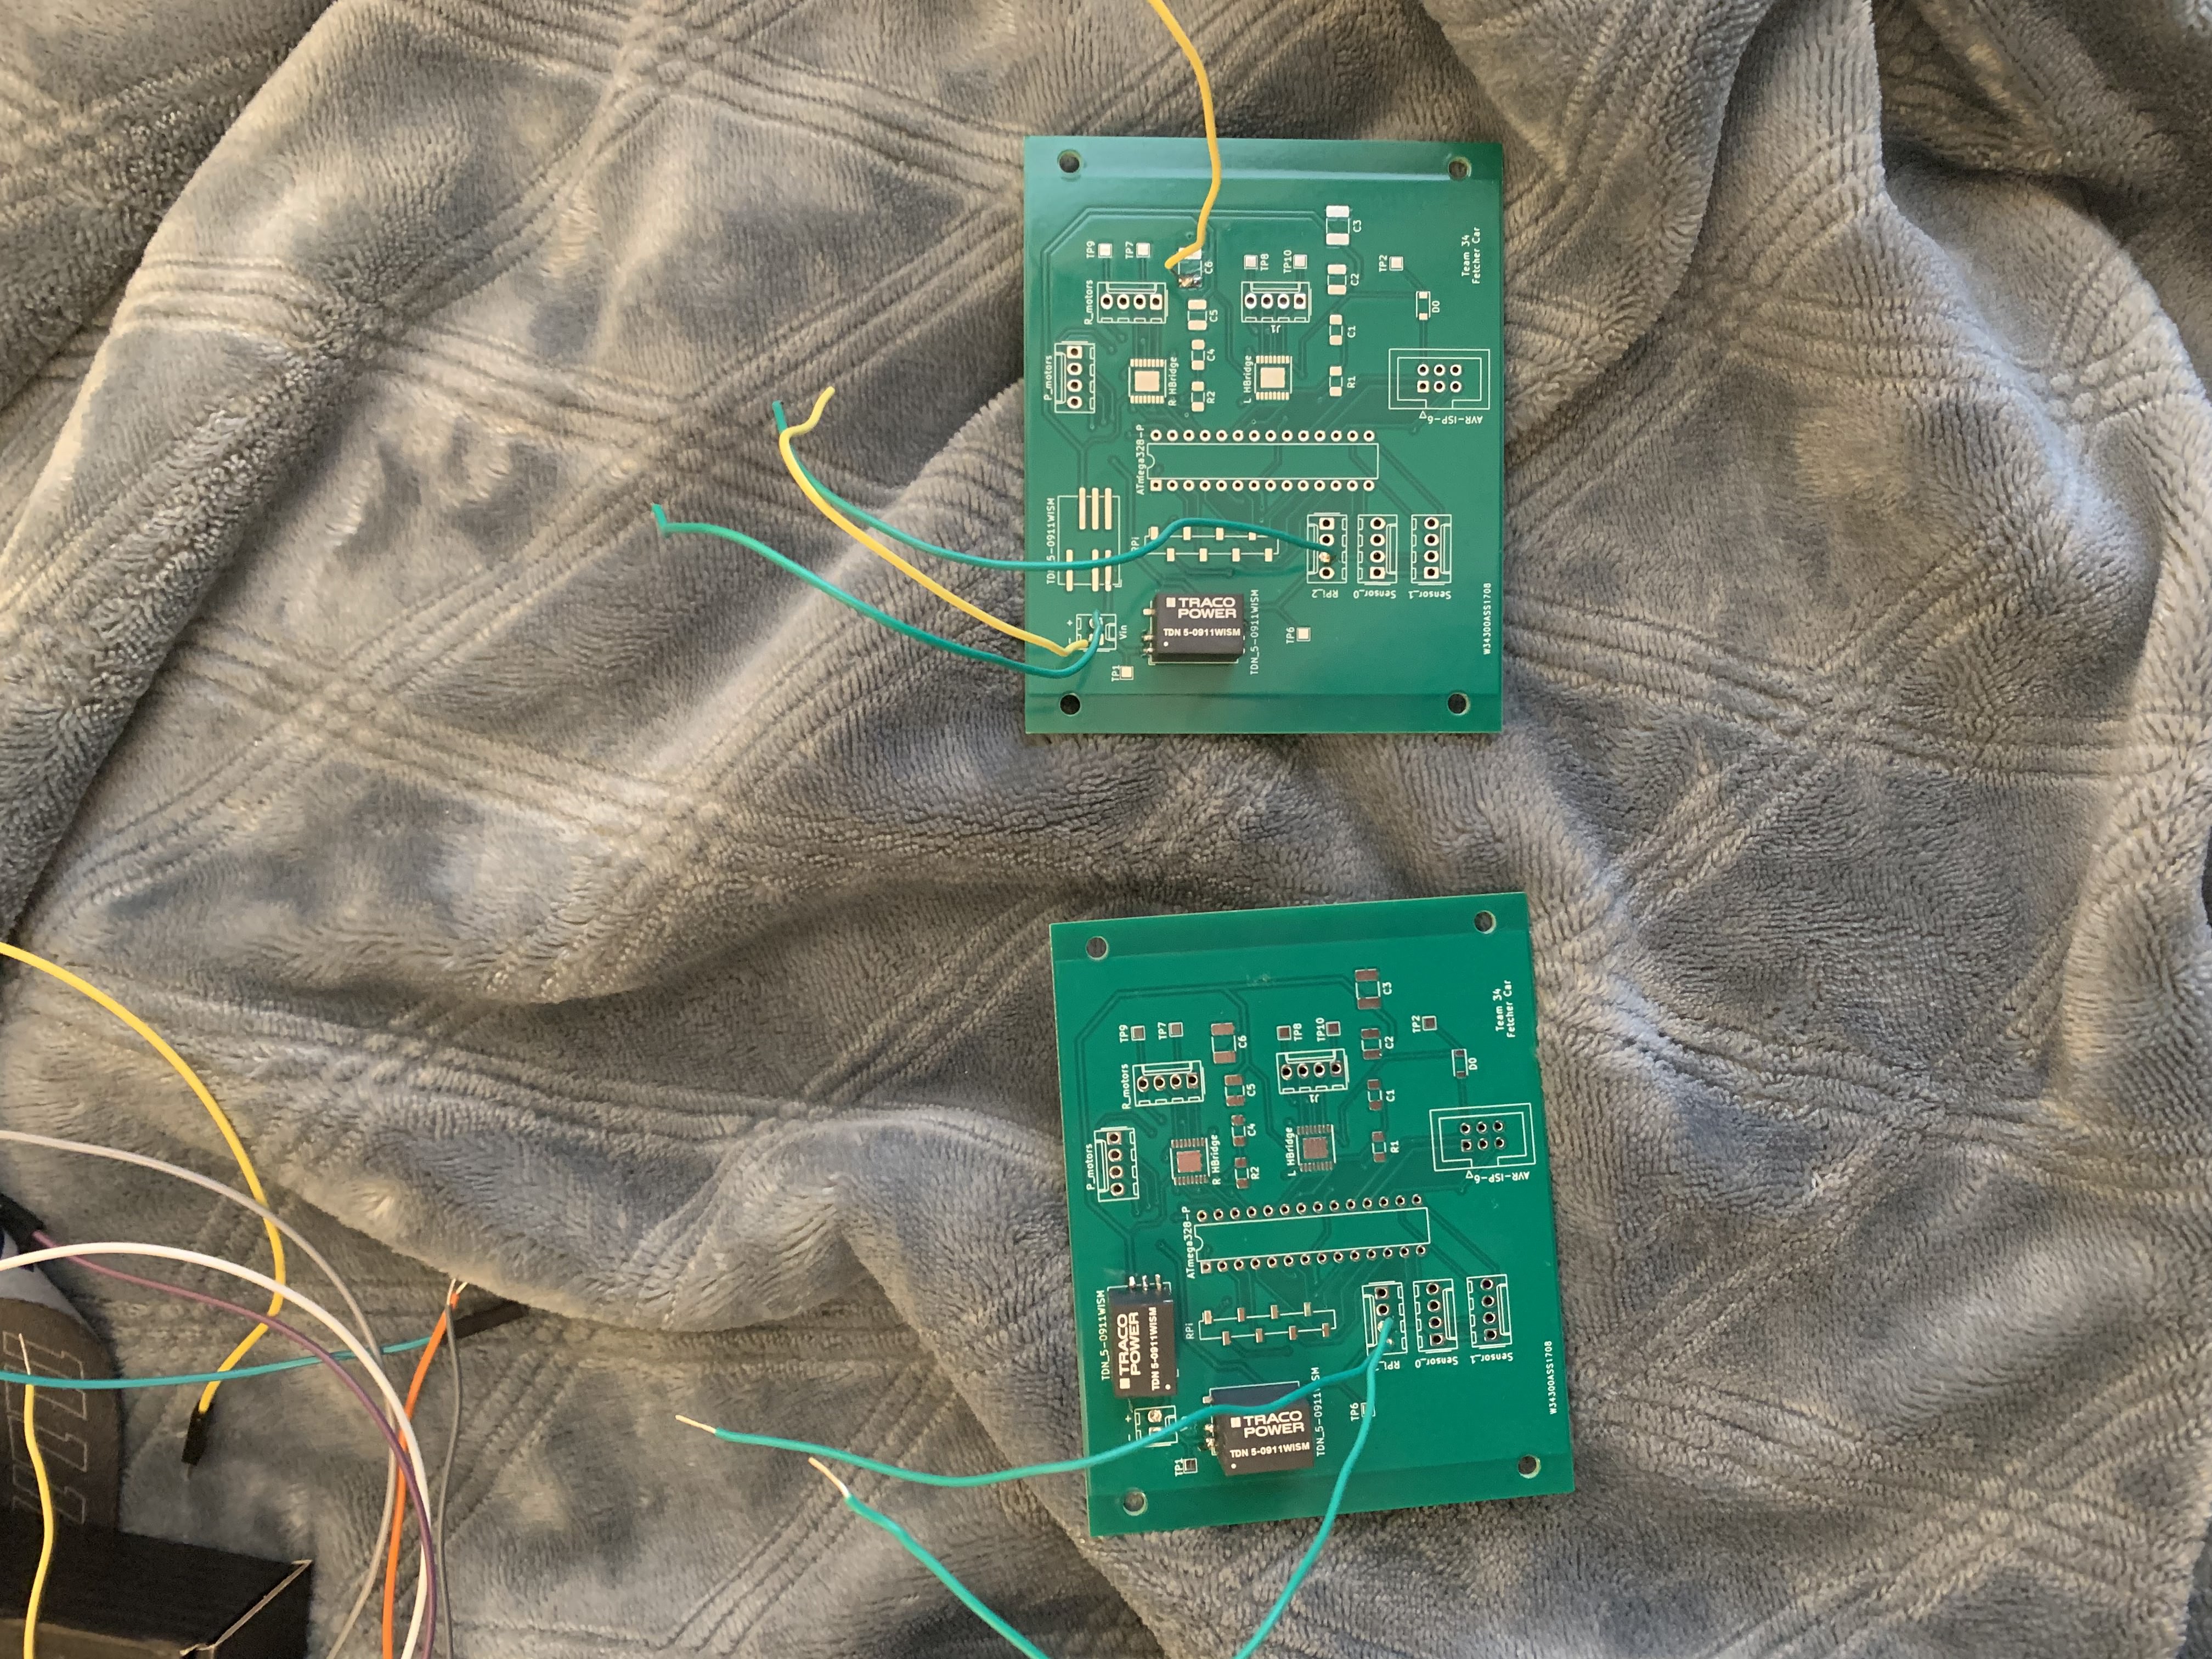 P_motors
TDN_5-0911WISM
TRACO
POWER
TDN 5-0911WISM
- +
R_motors
TP9
TP7
TP1
RPi
ATmega328-P
R HBridge
R2
C4
C5
C6
TRACO
POWER
TDN 5-0911WISM
TDN_5-0911WISM
L HBridge
J1
TP8
TP10
TP6
R1
C1
C2
C3
Sensor_0
TP2
Sensor_1
D0
AVR-ISP-6
Team 34
Fetcher Car
W34300ASS1708
TDN_5-0911WISM
P_motors
- +
R_motors
TP9
TP7
TP1
Vin
ATmega328-P
R HBridge
R2
C4
C5
C6
TRACO
POWER
TDN 5-0911WISM
TDN_5-0911WISM
L HBridge
J1
TP8
TP10
TP6
RPi_2
R1
C1
C2
C3
Sensor_0
TP2
Sensor_1
D0
AVR-ISP-6
Team 34
Fetcher Car
W34300ASS1708